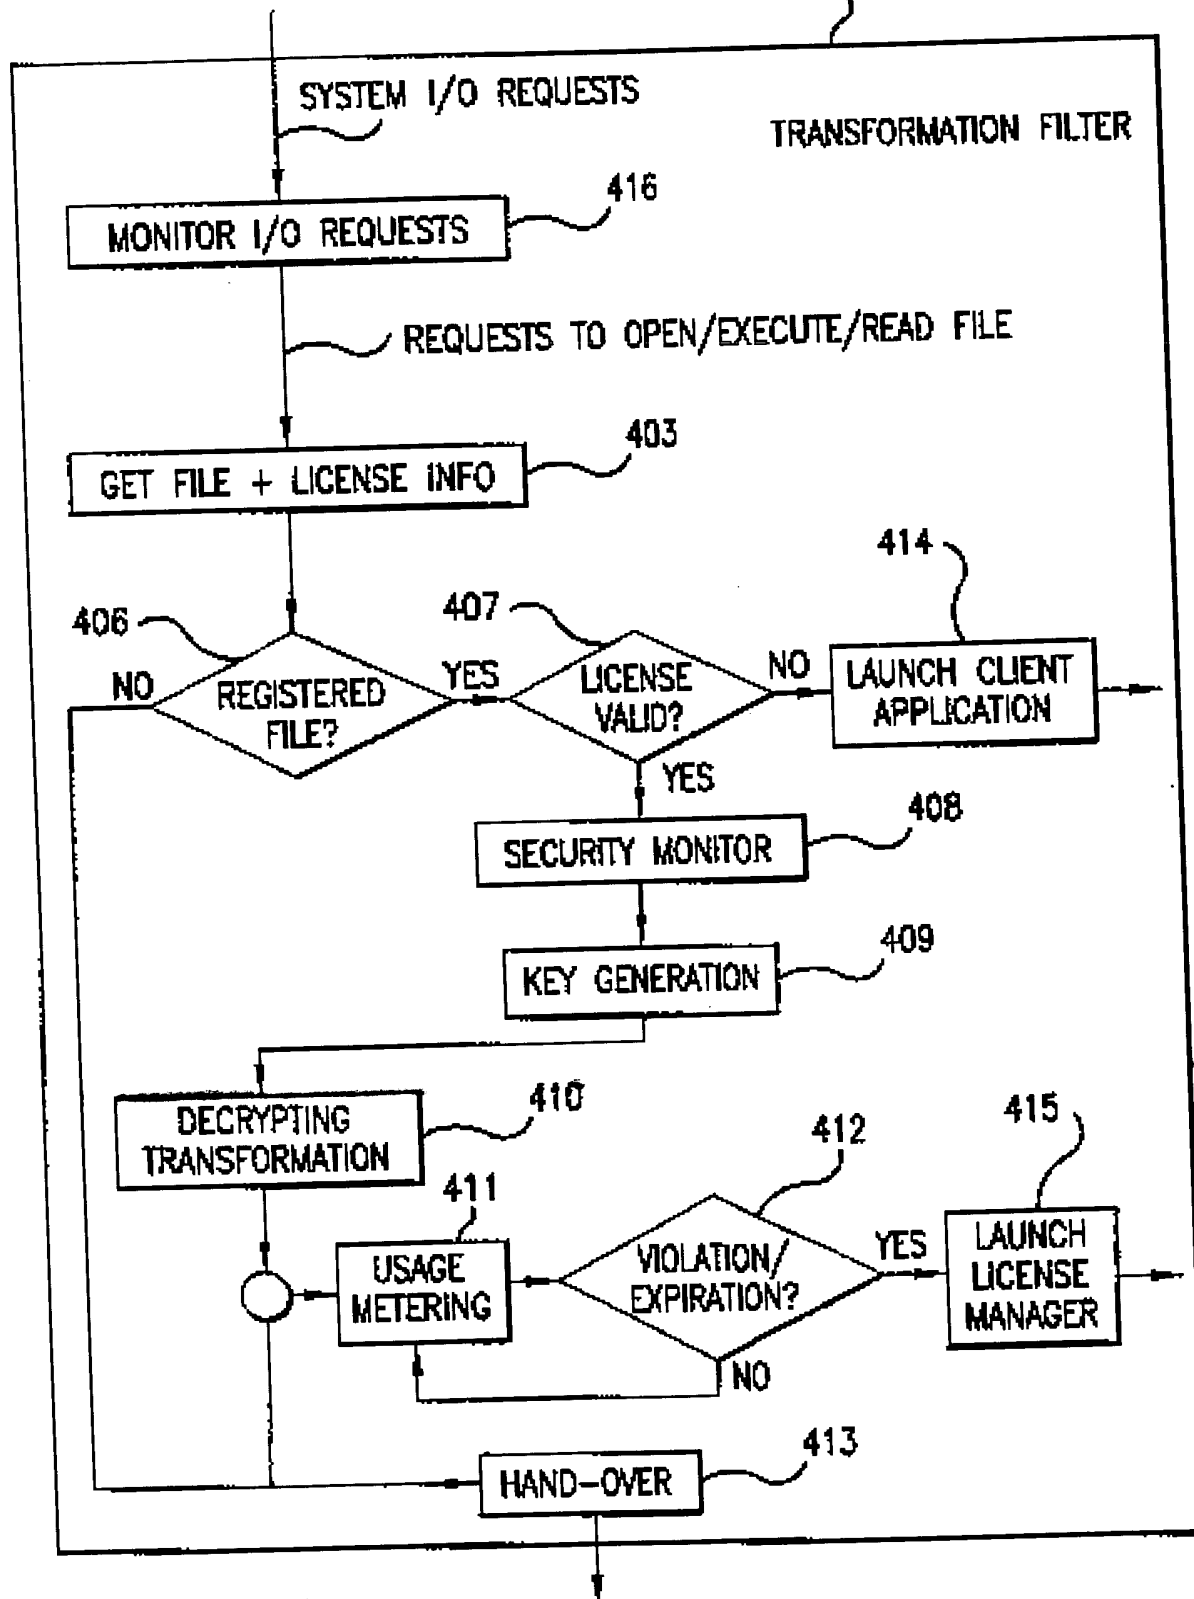 SYSTEM I/O REQUESTS
TRANSFORMATION FILTER
416
MONITOR I/O REQUESTS
REQUESTS TO OPEN/EXECUTE/READ FILE
403
GET FILE + LICENSE INFO
414
406
407
NO
REGISTERED
FILE?
YES
LICENSE
VALID?
NO
LAUNCH CLIENT
APPLICATION
YES
408
SECURITY MONITOR
409
KEY GENERATION
410
DECRYPTING
TRANSFORMATION
411
412
415
USAGE
METERING
VIOLATION/
EXPIRATION?
YES
LAUNCH
LICENSE
MANAGER
NO
413
HAND-OVER